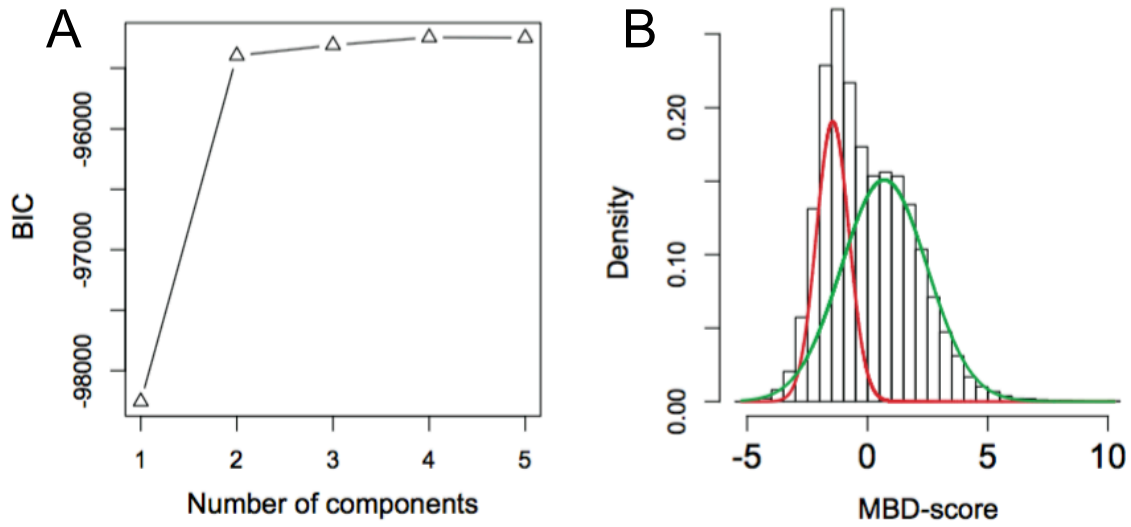 A
BIC
-96000
-97000
-98000
1 2 3 4 5
Number of components
B
Density
0.20
0.10
0.00
-5 0 5 10
MBD-score